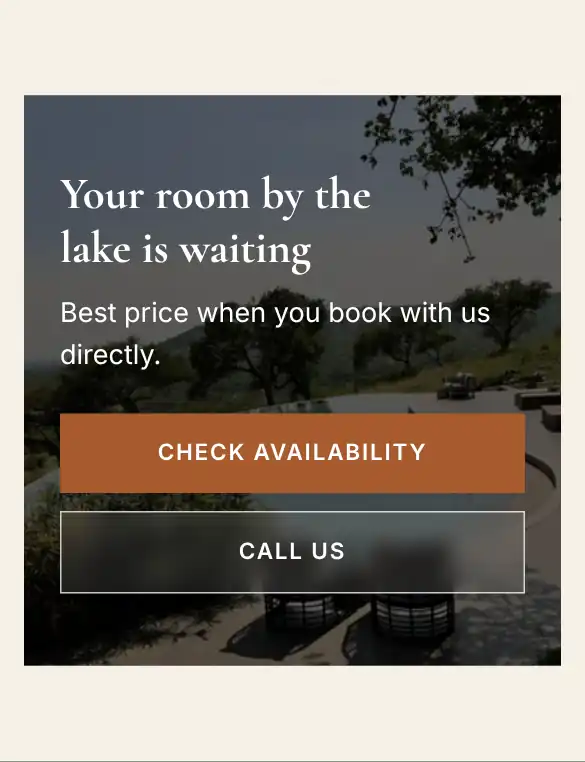 Your room by the
lake is waiting
Best price when you book with us
directly.
CHECK AVAILABILITY
CALL US